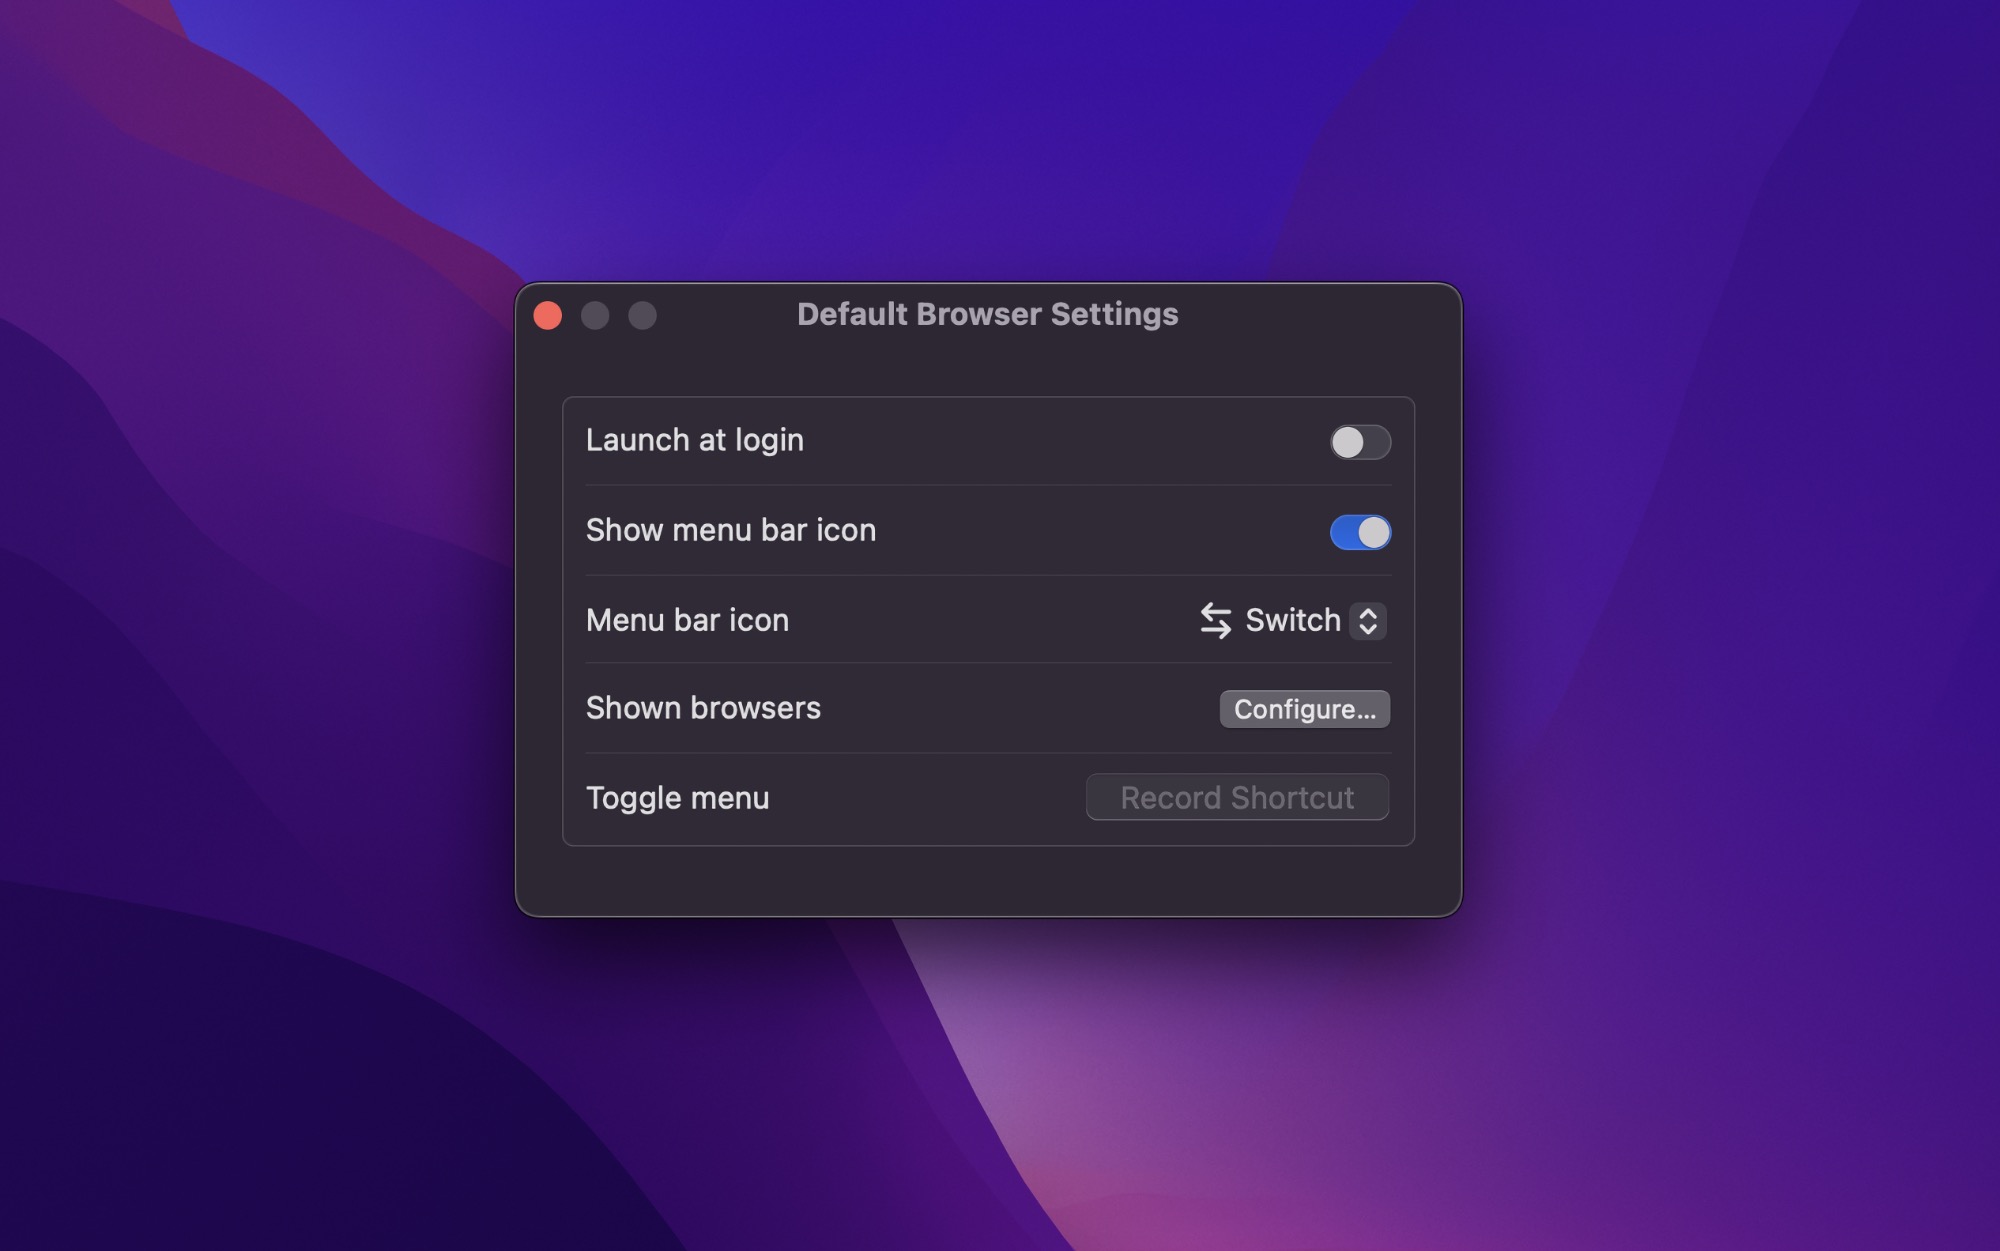 Default Browser Settings
Launch at login
Show menu bar icon
Menu bar icon Switch
Shown browsers Configure...
Toggle menu Record Shortcut